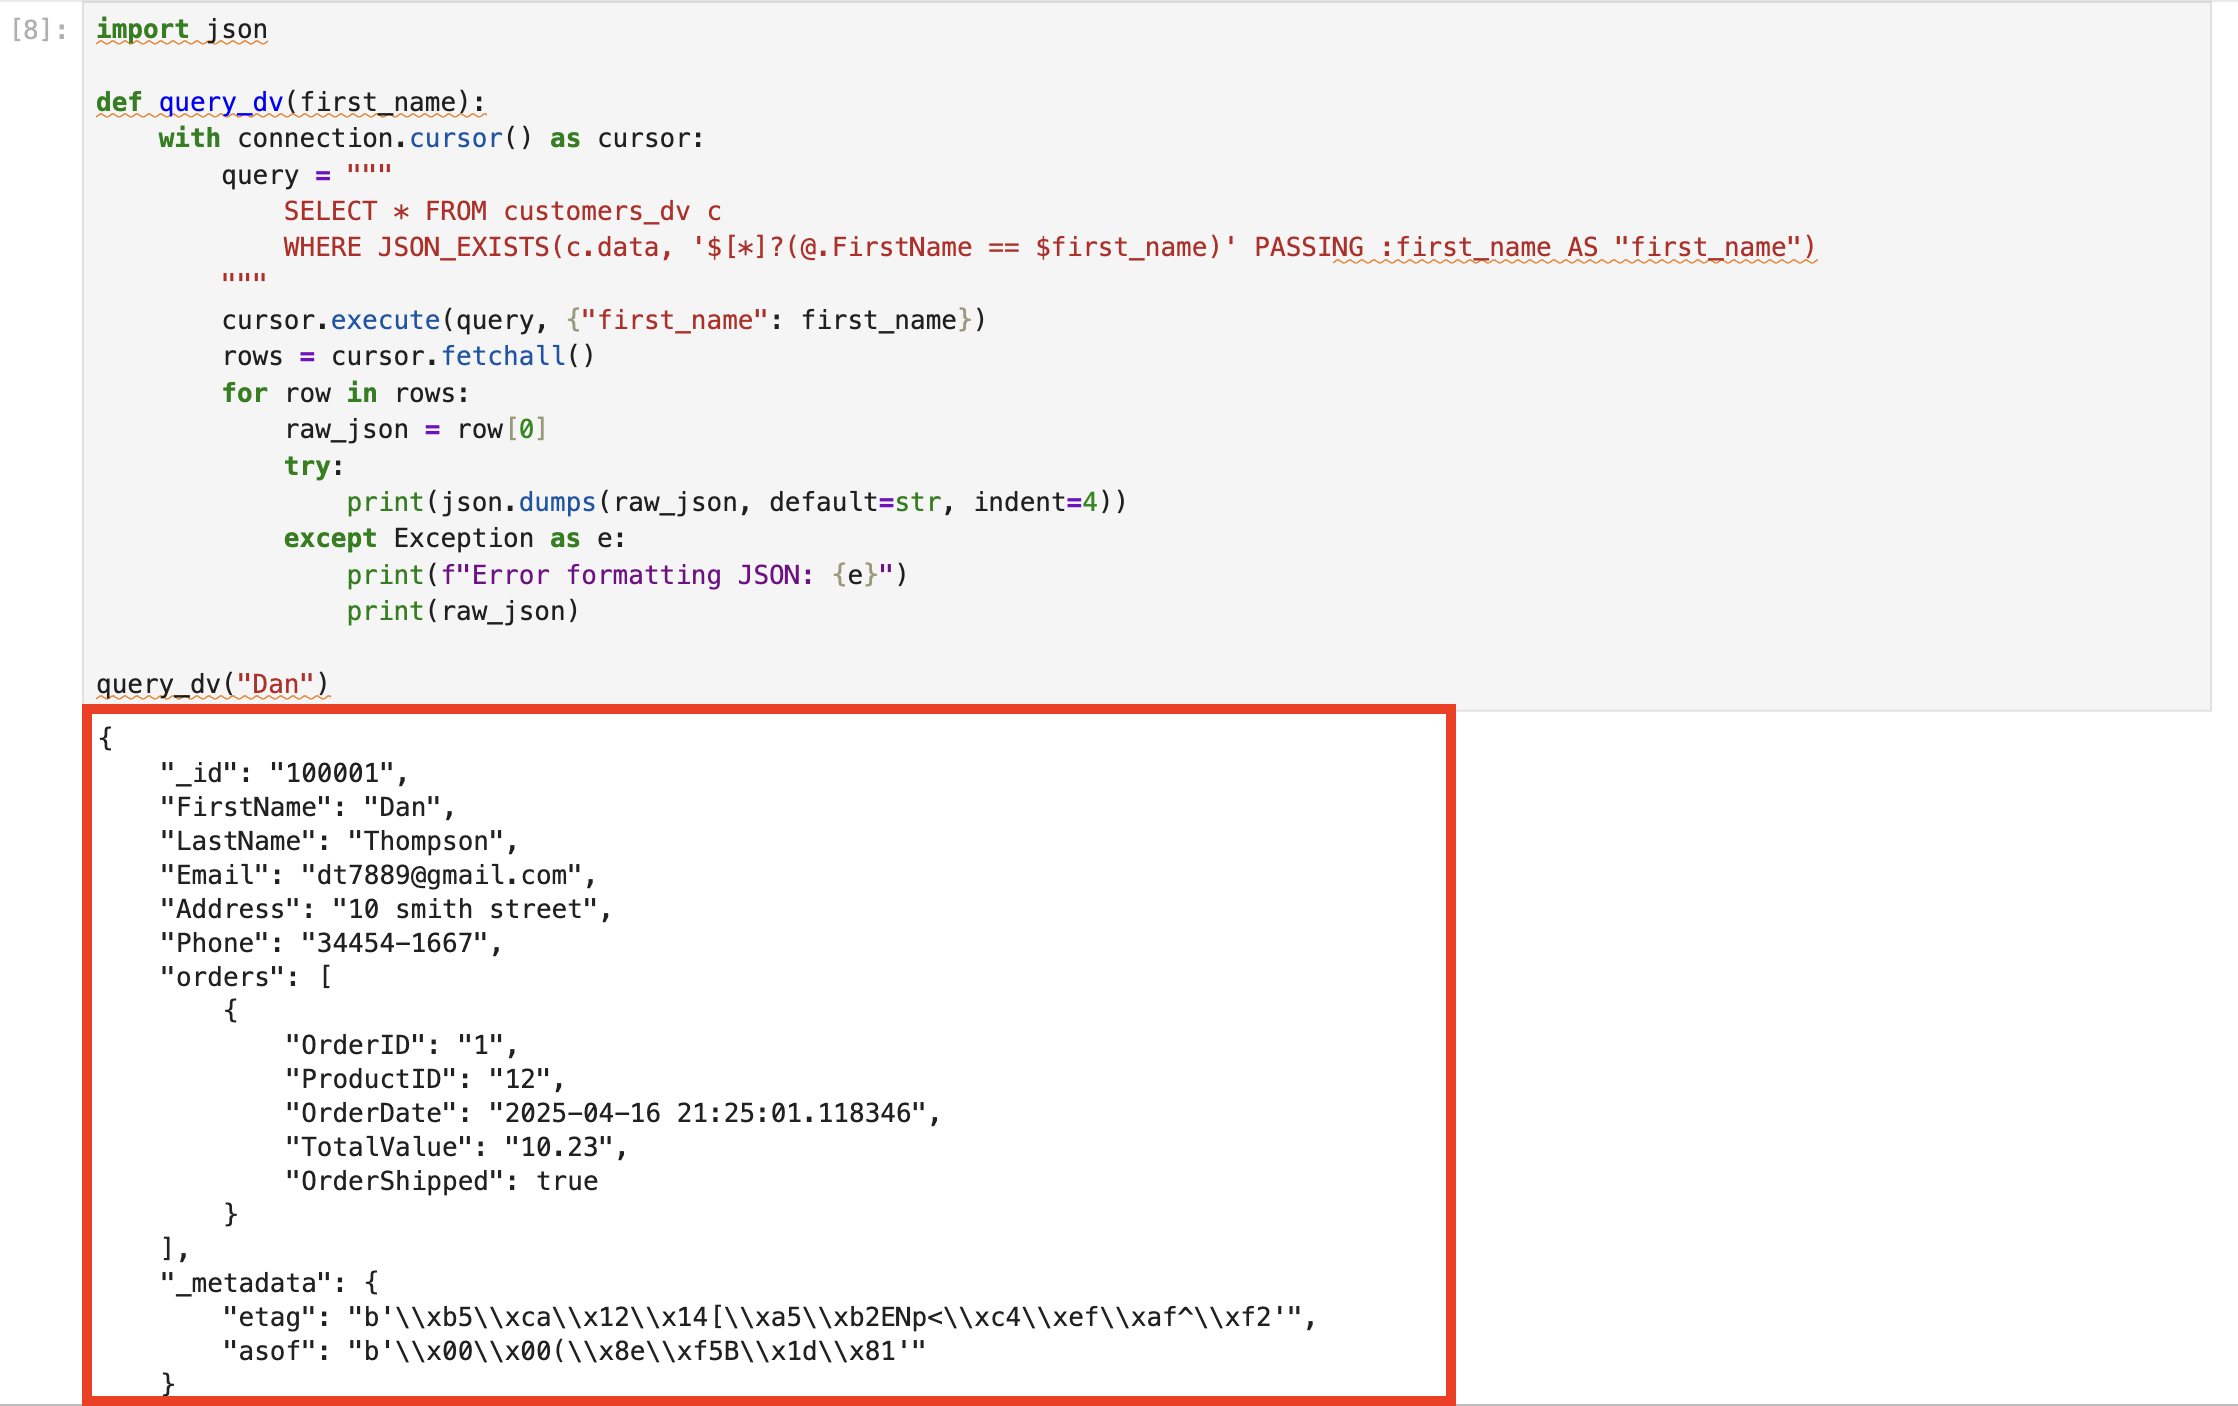 [8]:
import json
def query_dv(first_name):
    with connection.cursor() as cursor:
        query = """
            SELECT * FROM customers_dv c
            WHERE JSON_EXISTS(c.data, '$[*]?(@.FirstName == $first_name)' PASSING :first_name AS "first_name")
        """
        cursor.execute(query, {"first_name": first_name})
        rows = cursor.fetchall()
        for row in rows:
            raw_json = row[0]
            try:
                print(json.dumps(raw_json, default=str, indent=4))
            except Exception as e:
                print(f"Error formatting JSON: {e}")
                print(raw_json)
query_dv("Dan")
{
    "_id": "100001",
    "FirstName": "Dan",
    "LastName": "Thompson",
    "Email": "dt7889@gmail.com",
    "Address": "10 smith street",
    "Phone": "34454-1667",
    "orders": [
        {
            "OrderID": "1",
            "ProductID": "12",
            "OrderDate": "2025-04-16 21:25:01.118346",
            "TotalValue": "10.23",
            "OrderShipped": true
        }
    ],
    "_metadata": {
        "etag": "b'\\xb5\\xca\\x12\\x14[\\xa5\\xb2ENp<\\xc4\\xef\\xaf^\\xf2'",
        "asof": "b'\\x00\\x00(\\x8e\\xf5B\\x1d\\x81'"
    }